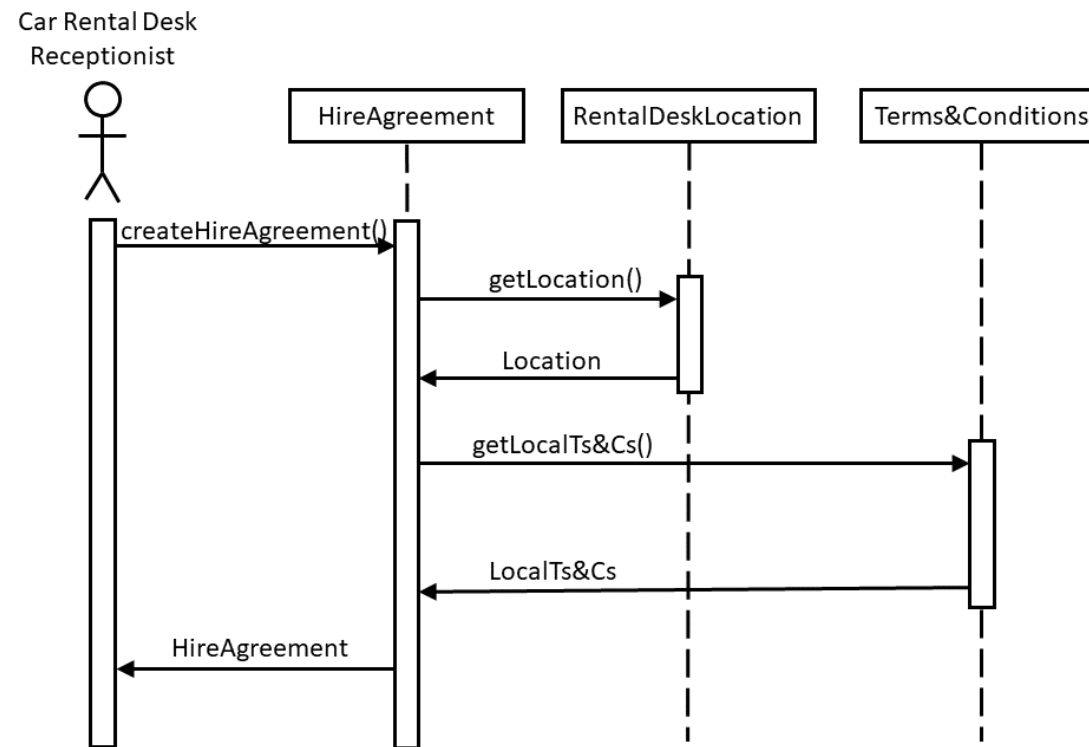 Car Rental Desk
Receptionist
HireAgreement
RentalDeskLocation
Terms&Conditions
createHireAgreement()
getLocation()
Location
getLocalTs&Cs()
LocalTs&Cs
HireAgreement